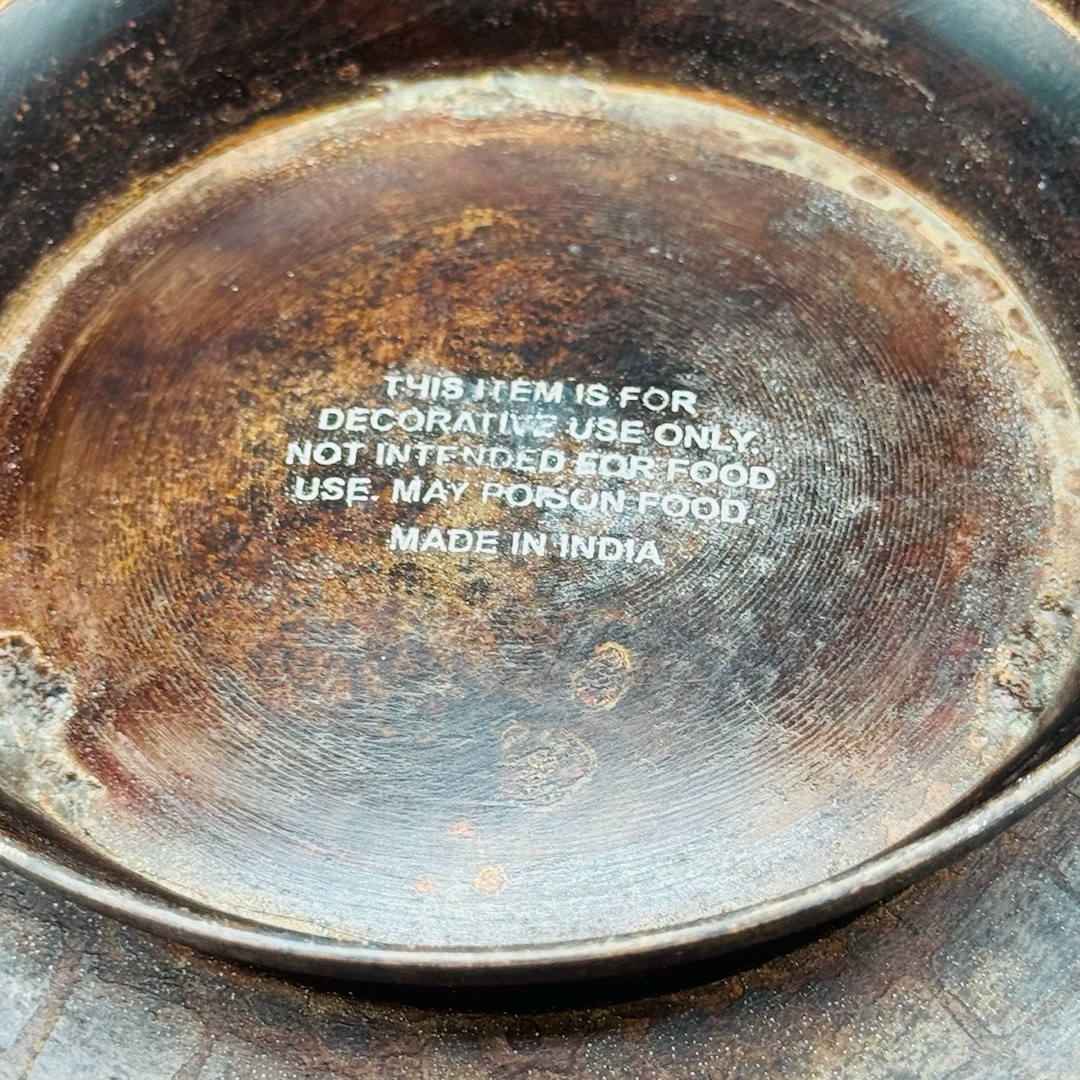 THIS ITEM IS FOR
DECORATIVE USE ONLY.
NOT INTENDED FOR FOOD
USE. MAY POISON FOOD.
MADE IN INDIA